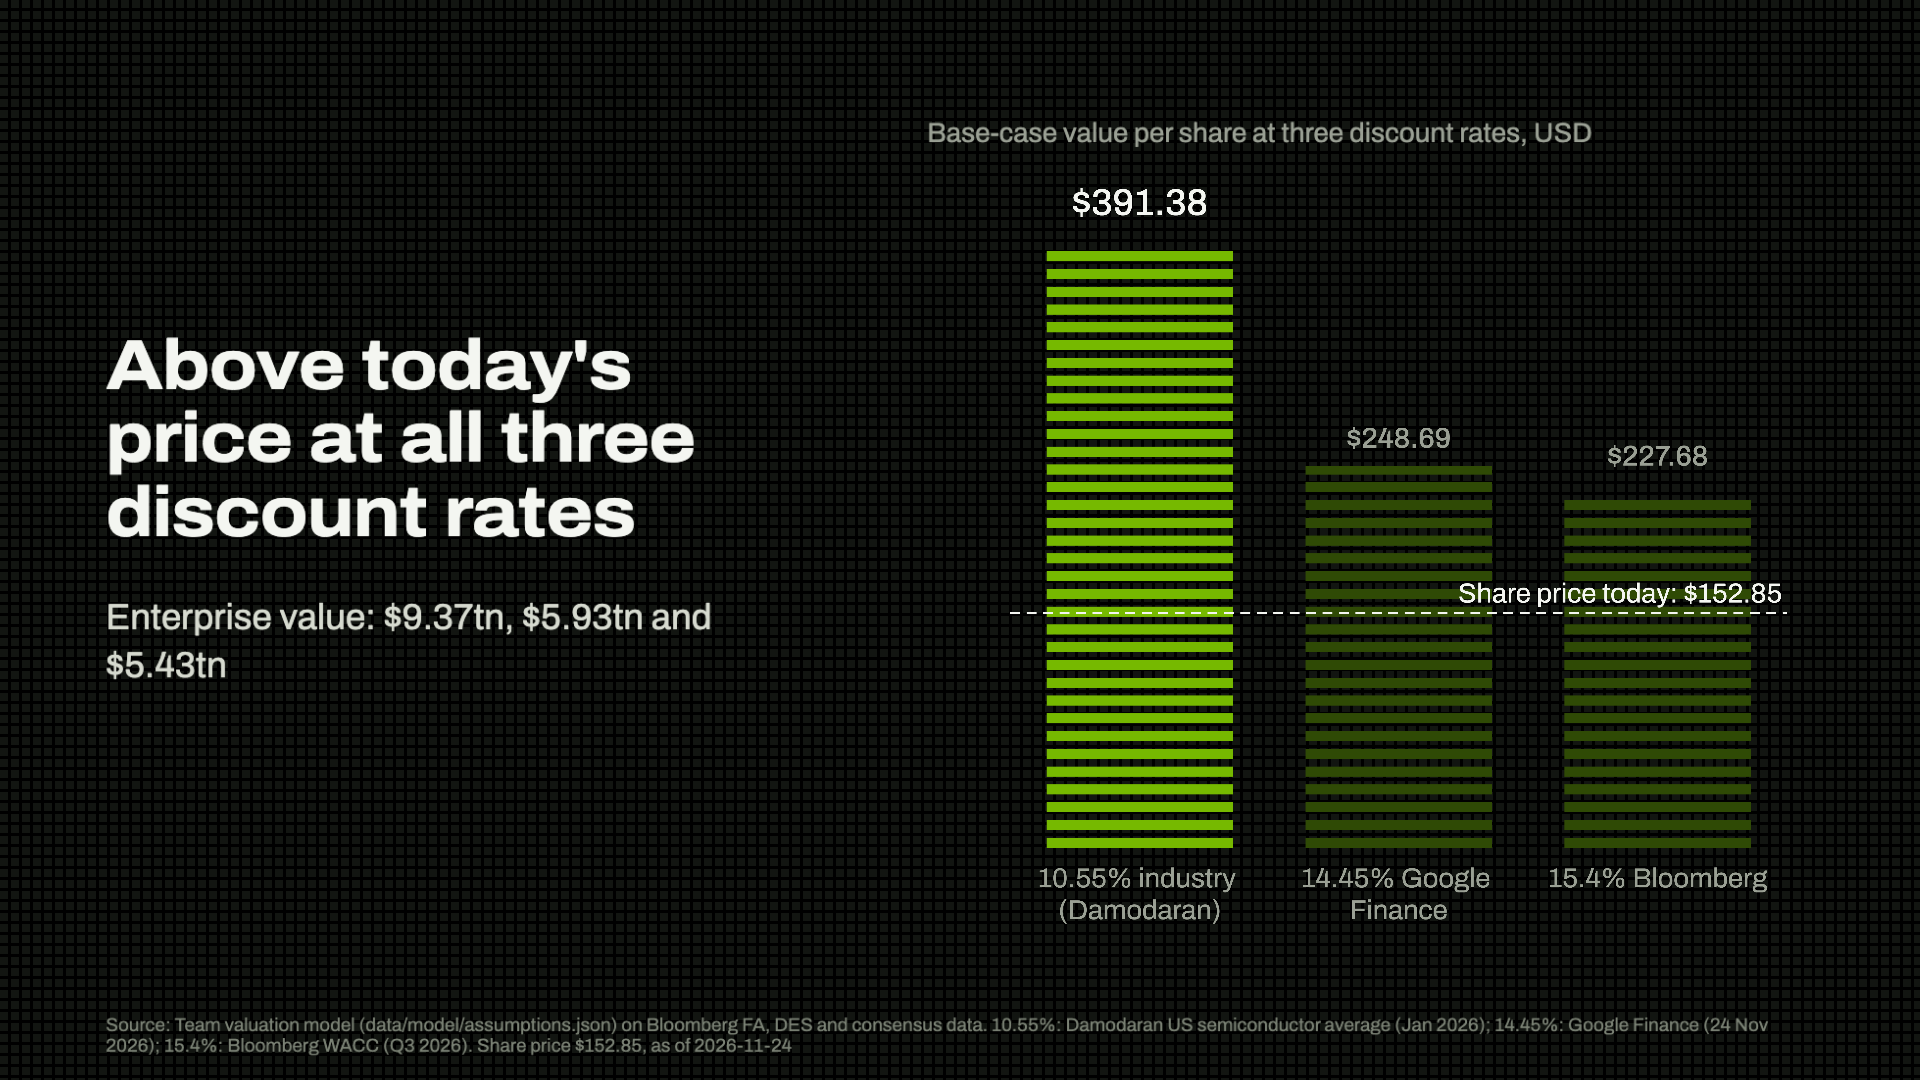 Base-case value per share at three discount rates, USD
$391.38
Above today's
price at all three
discount rates
$248.69
$227.68
Share price today: $152.85
Enterprise value: $9.37tn, $5.93tn and
$5.43tn
10.55% industry
(Damodaran)
14.45% Google
Finance
15.4% Bloomberg
Source: Team valuation model (data/model/assumptions.json) on Bloomberg FA, DES and consensus data. 10.55%: Damodaran US semiconductor average (Jan 2026); 14.45%: Google Finance (24 Nov
2026); 15.4%: Bloomberg WACC (Q3 2026). Share price $152.85, as of 2026-11-24